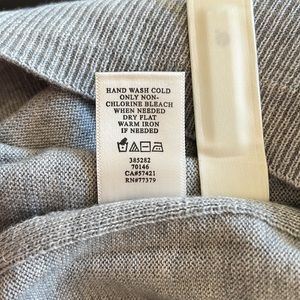 HAND WASH COLD
ONLY NON-
CHLORINE BLEACH
WHEN NEEDED
DRY FLAT
WARM IRON
IF NEEDED
385282
70146
CA#57421
RN#77379